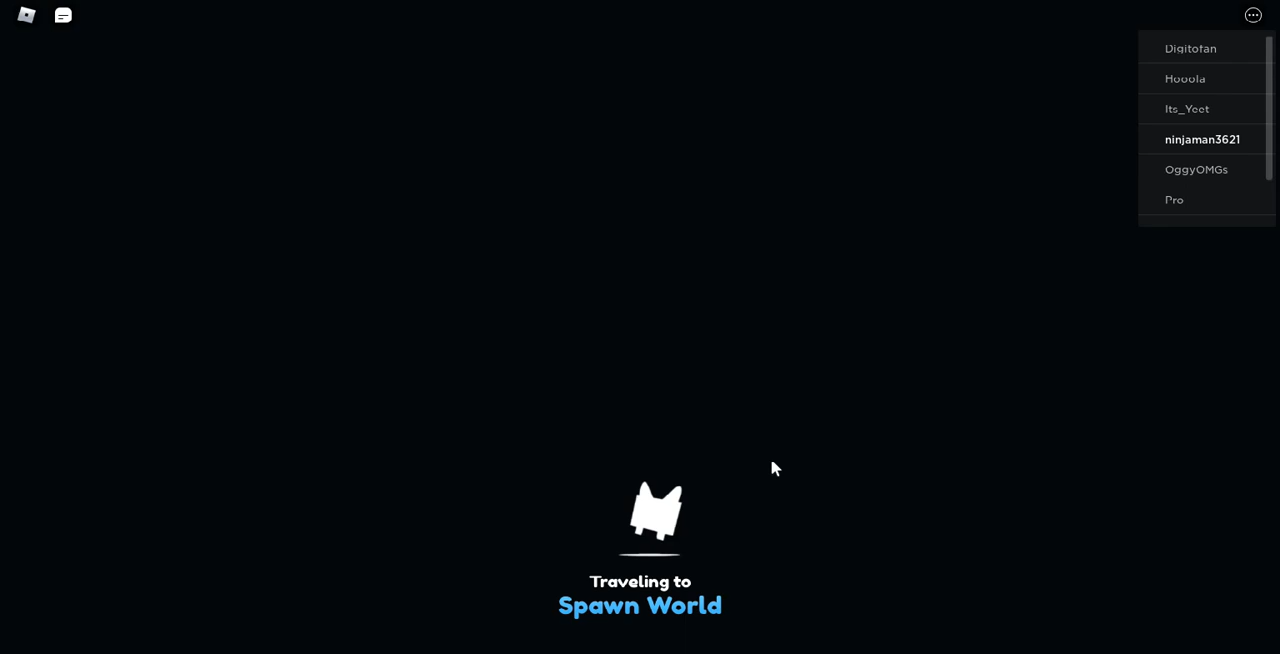 Digitofan
Hooola
Its_Yeet
ninjaman3621
OggyOMGs
Pro
Traveling to
Spawn World